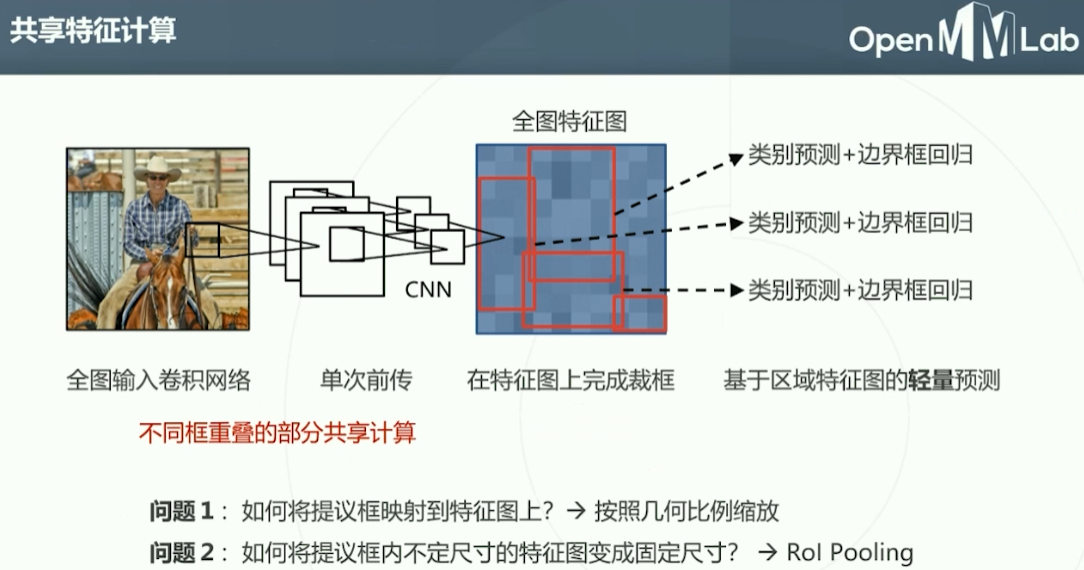 共享特征计算
OpenMMLab
全图特征图
类别预测+边界框回归
类别预测+边界框回归
类别预测+边界框回归
CNN
全图输入卷积网络 单次前传 在特征图上完成裁框 基于区域特征图的轻量预测
不同框重叠的部分共享计算
问题 1： 如何将提议框映射到特征图上？→ 按照几何比例缩放
问题 2： 如何将提议框内不定尺寸的特征图变成固定尺寸？ → RoI Pooling